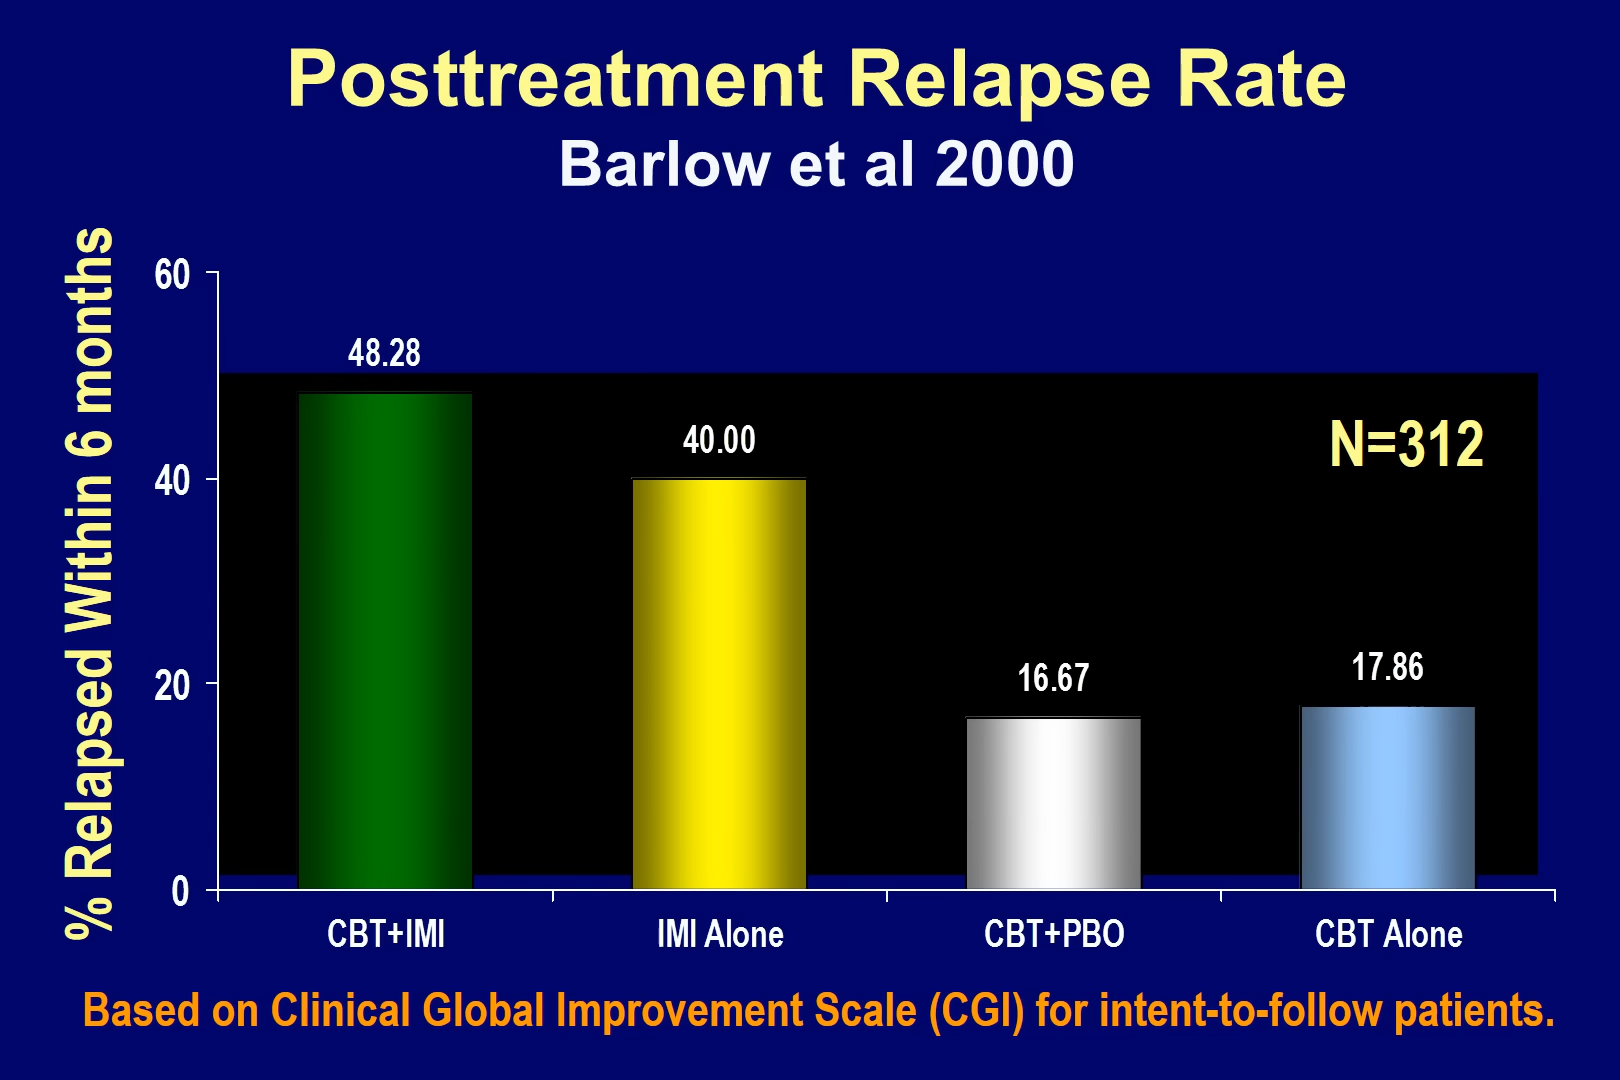 Posttreatment Relapse Rate
Barlow et al 2000
% Relapsed Within 6 months
60
40
20
0
48.28
40.00
16.67
17.86
N=312
CBT+IMI
IMI Alone
CBT+PBO
CBT Alone
Based on Clinical Global Improvement Scale (CGI) for intent-to-follow patients.